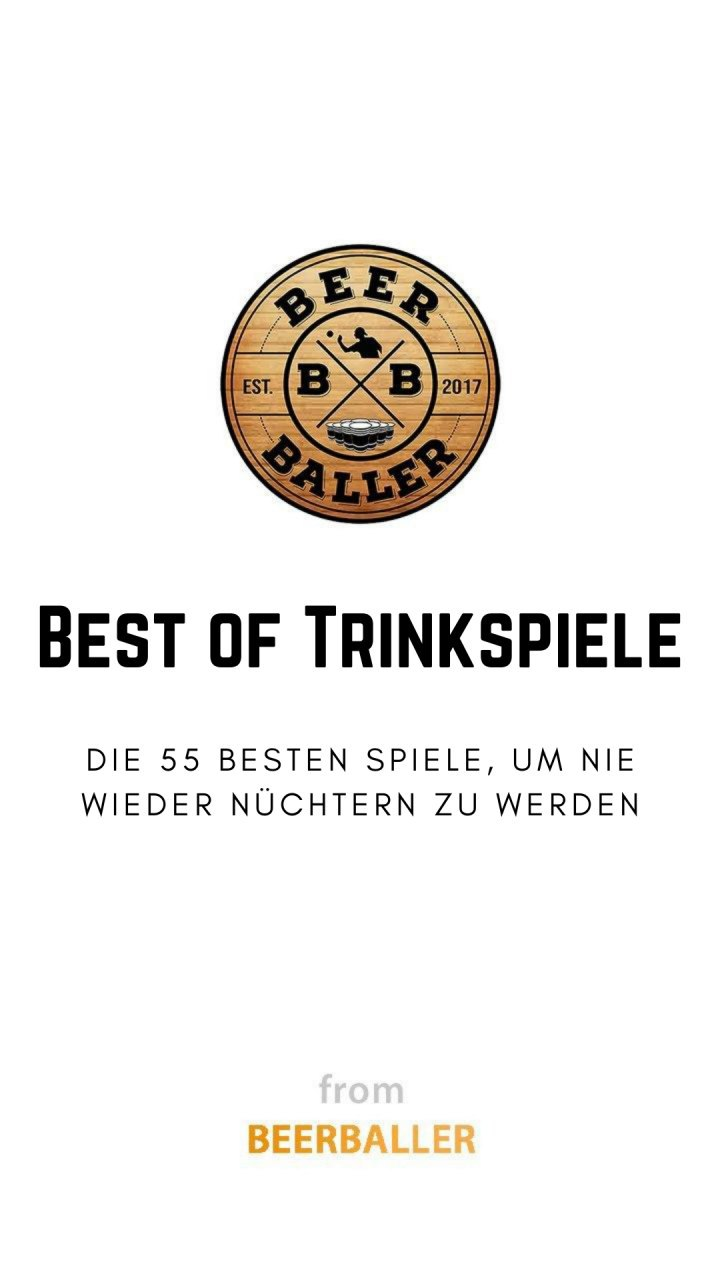 BEER
EST. B B 2017
BALLER
BEST OF TRINKSPIELE
DIE 55 BESTEN SPIELE, UM NIE
WIEDER NÜCHTERN ZU WERDEN
from
BEERBALLER